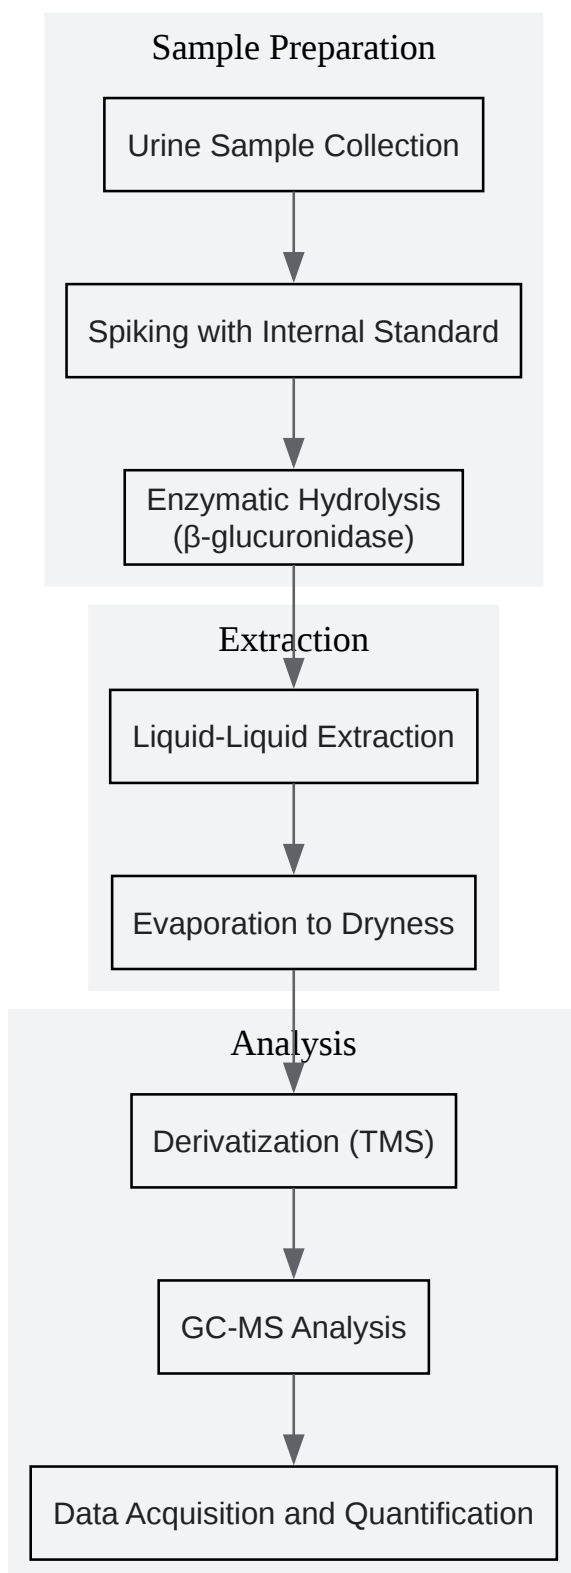 Sample Preparation
Urine Sample Collection
Spiking with Internal Standard
Enzymatic Hydrolysis
(β-glucuronidase)
Extraction
Liquid-Liquid Extraction
Evaporation to Dryness
Analysis
Derivatization (TMS)
GC-MS Analysis
Data Acquisition and Quantification